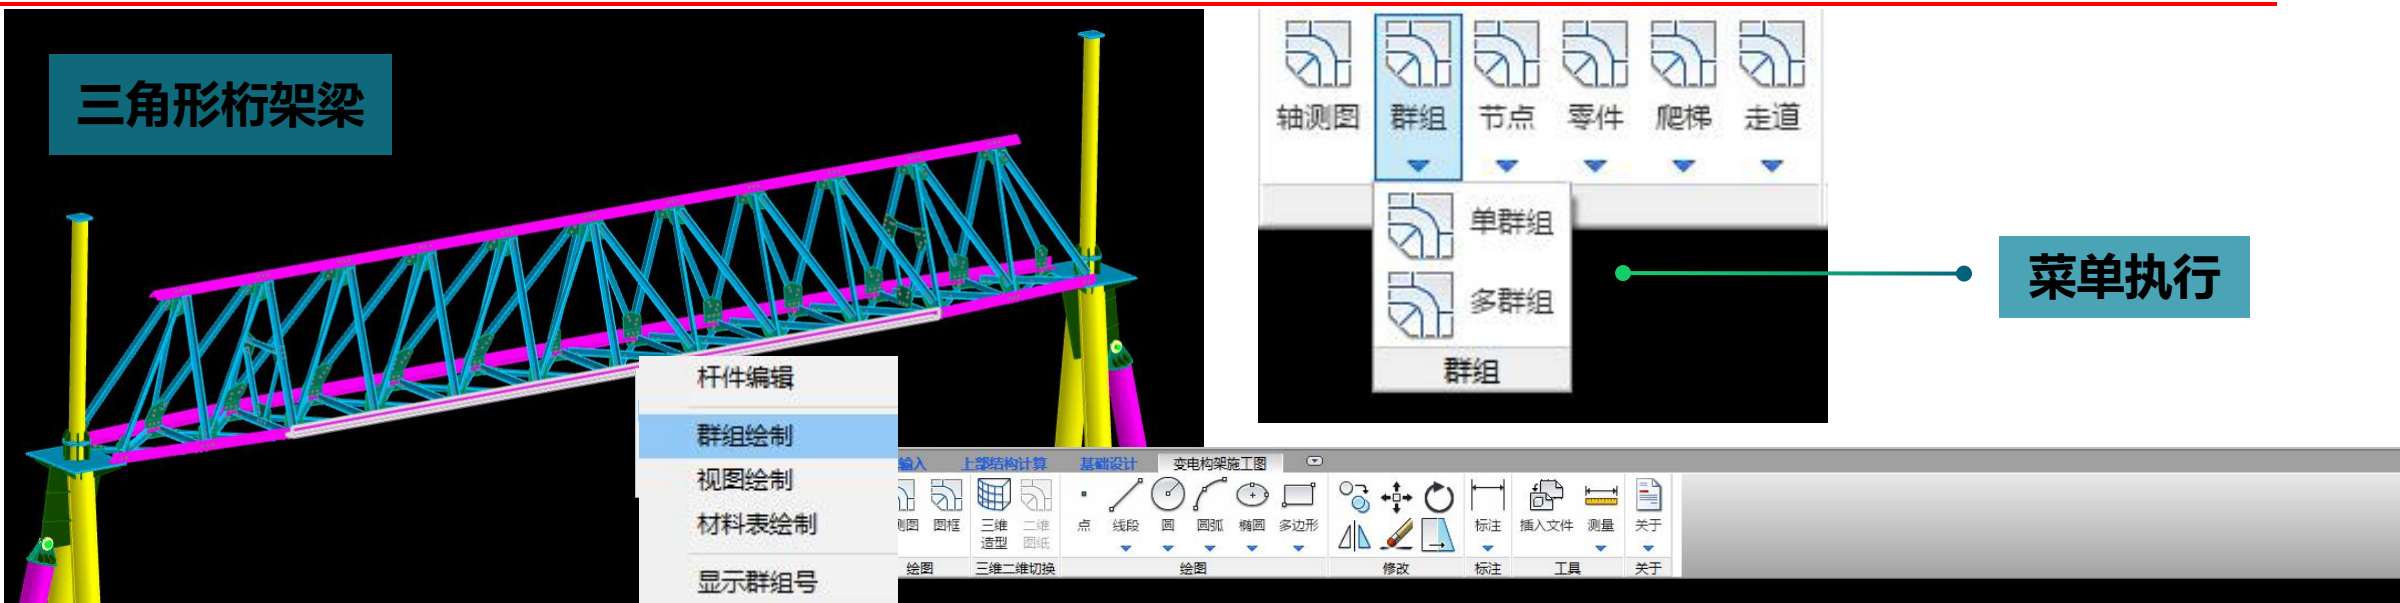 三角形桁架梁
轴测图 群组 节点 零件 爬梯 走道
单群组
多群组
群组
菜单执行
杆件编辑
群组绘制
视图绘制
材料表绘制
显示群组号
输入 上部结构计算 基础设计 变电构架施工图
测图 图框 三维造型 二维图纸 点 线段 圆 圆弧 椭圆 多边形 标注 插入文件 测量 关于
绘图 三维二维切换 绘图 修改 标注 工具 关于